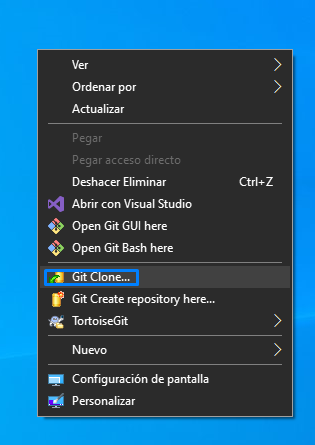 Ver
Ordenar por
Actualizar
Pegar
Pegar acceso directo
Deshacer Eliminar Ctrl+Z
Abrir con Visual Studio
Open Git GUI here
Open Git Bash here
Git Clone...
Git Create repository here...
TortoiseGit
Nuevo
Configuración de pantalla
Personalizar